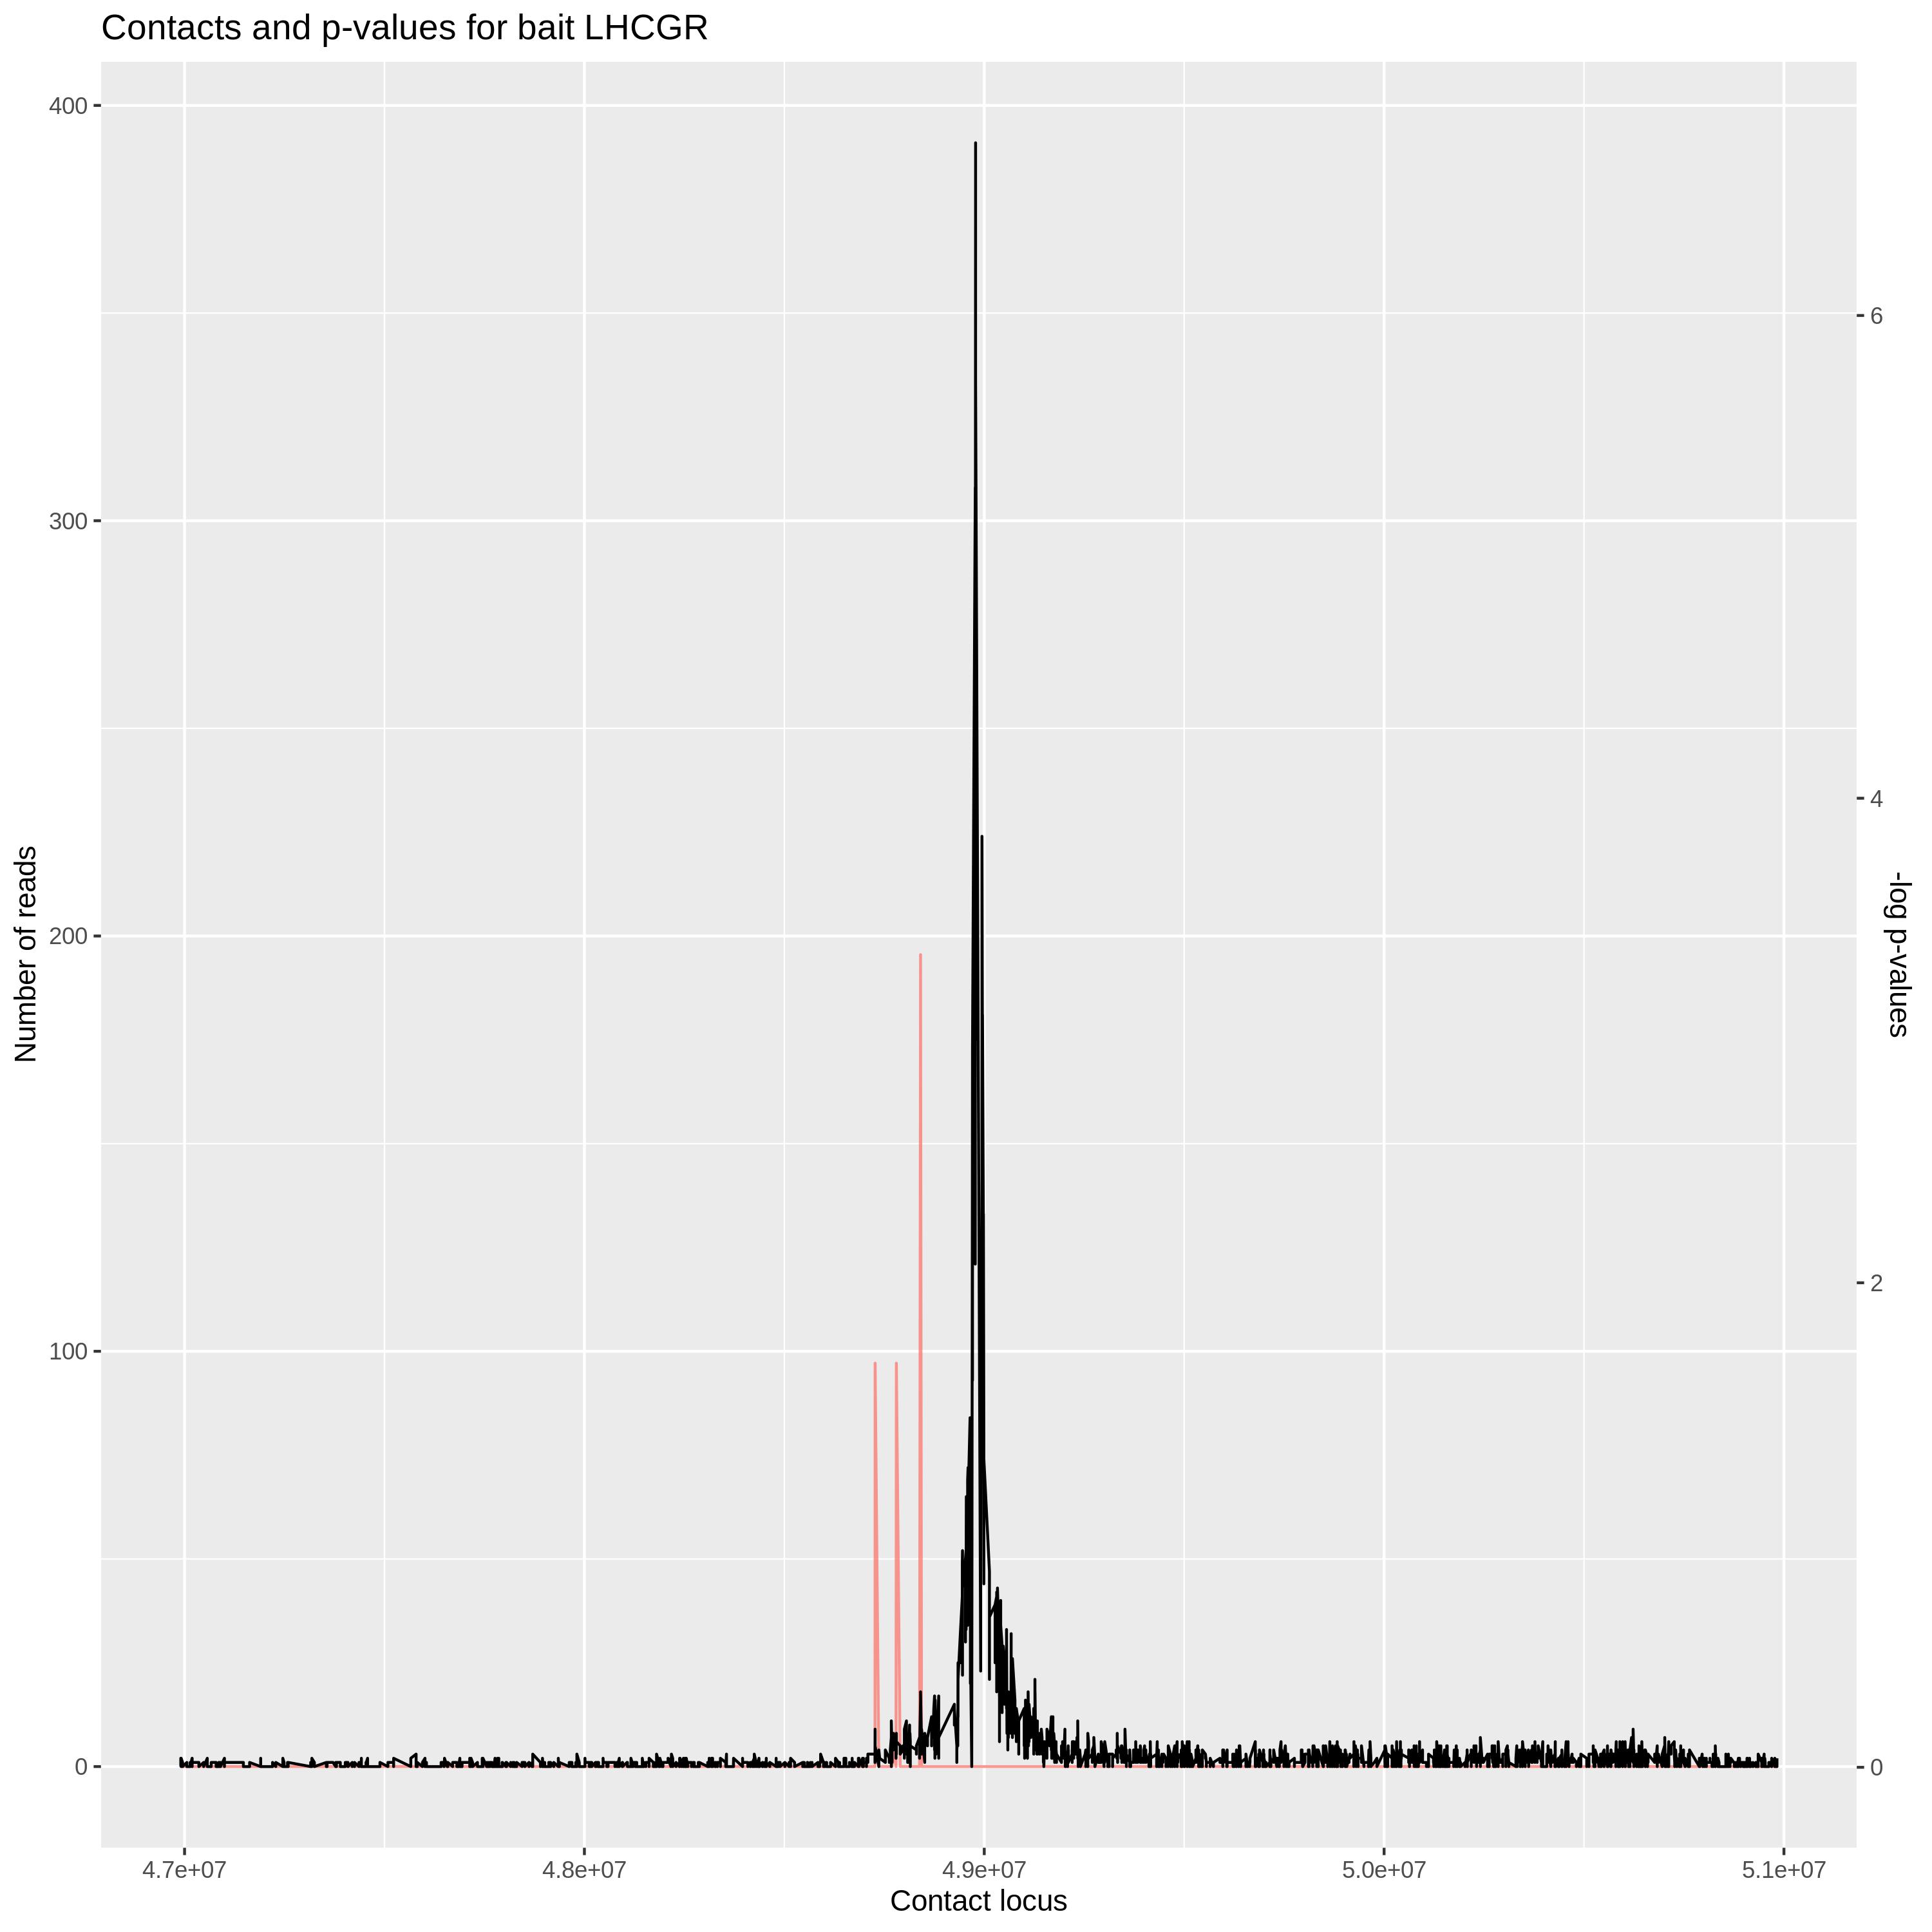 Contacts and p-values for bait LHCGR
400
300
200
100
0
Number of reads
6
4
2
0
-log p-values
4.7e+07
4.8e+07
4.9e+07
5.0e+07
5.1e+07
Contact locus